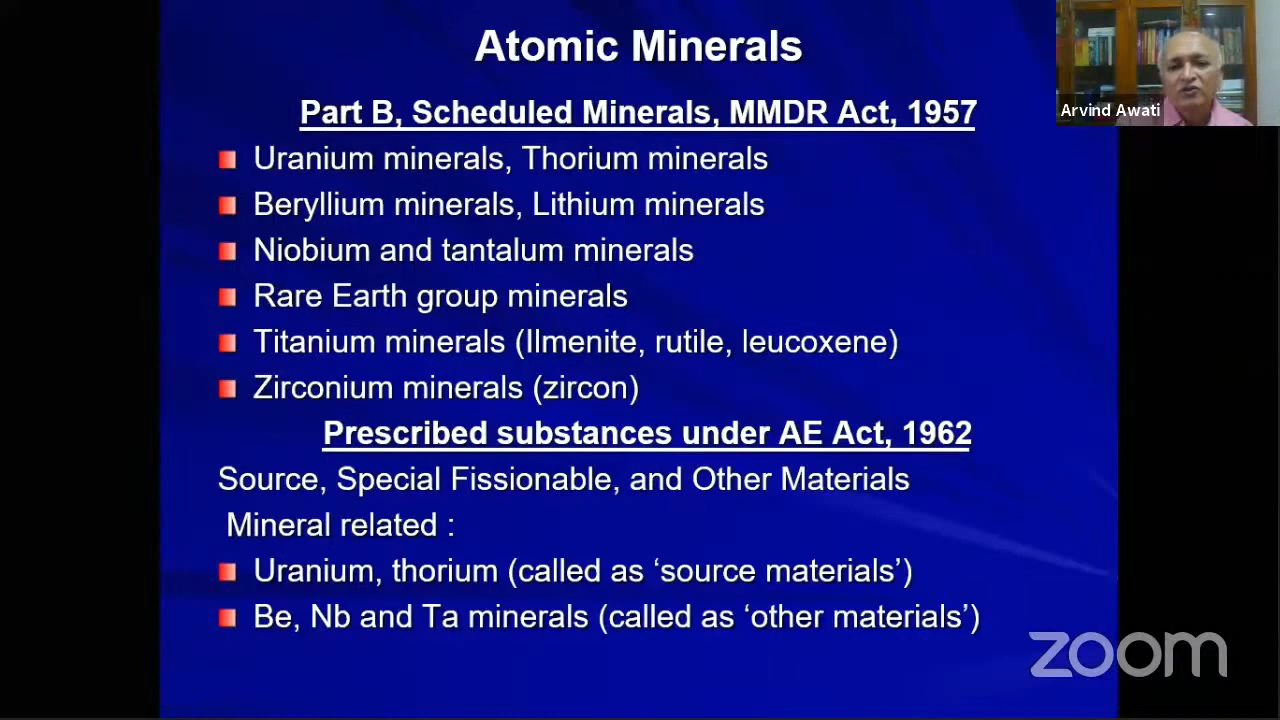 Atomic Minerals
Part B, Scheduled Minerals, MMDR Act, 1957
Uranium minerals, Thorium minerals
Beryllium minerals, Lithium minerals
Niobium and tantalum minerals
Rare Earth group minerals
Titanium minerals (Ilmenite, rutile, leucoxene)
Zirconium minerals (zircon)
Prescribed substances under AE Act, 1962
Source, Special Fissionable, and Other Materials
Mineral related :
Uranium, thorium (called as ‘source materials’)
Be, Nb and Ta minerals (called as ‘other materials’)
Arvind Awati
zoom